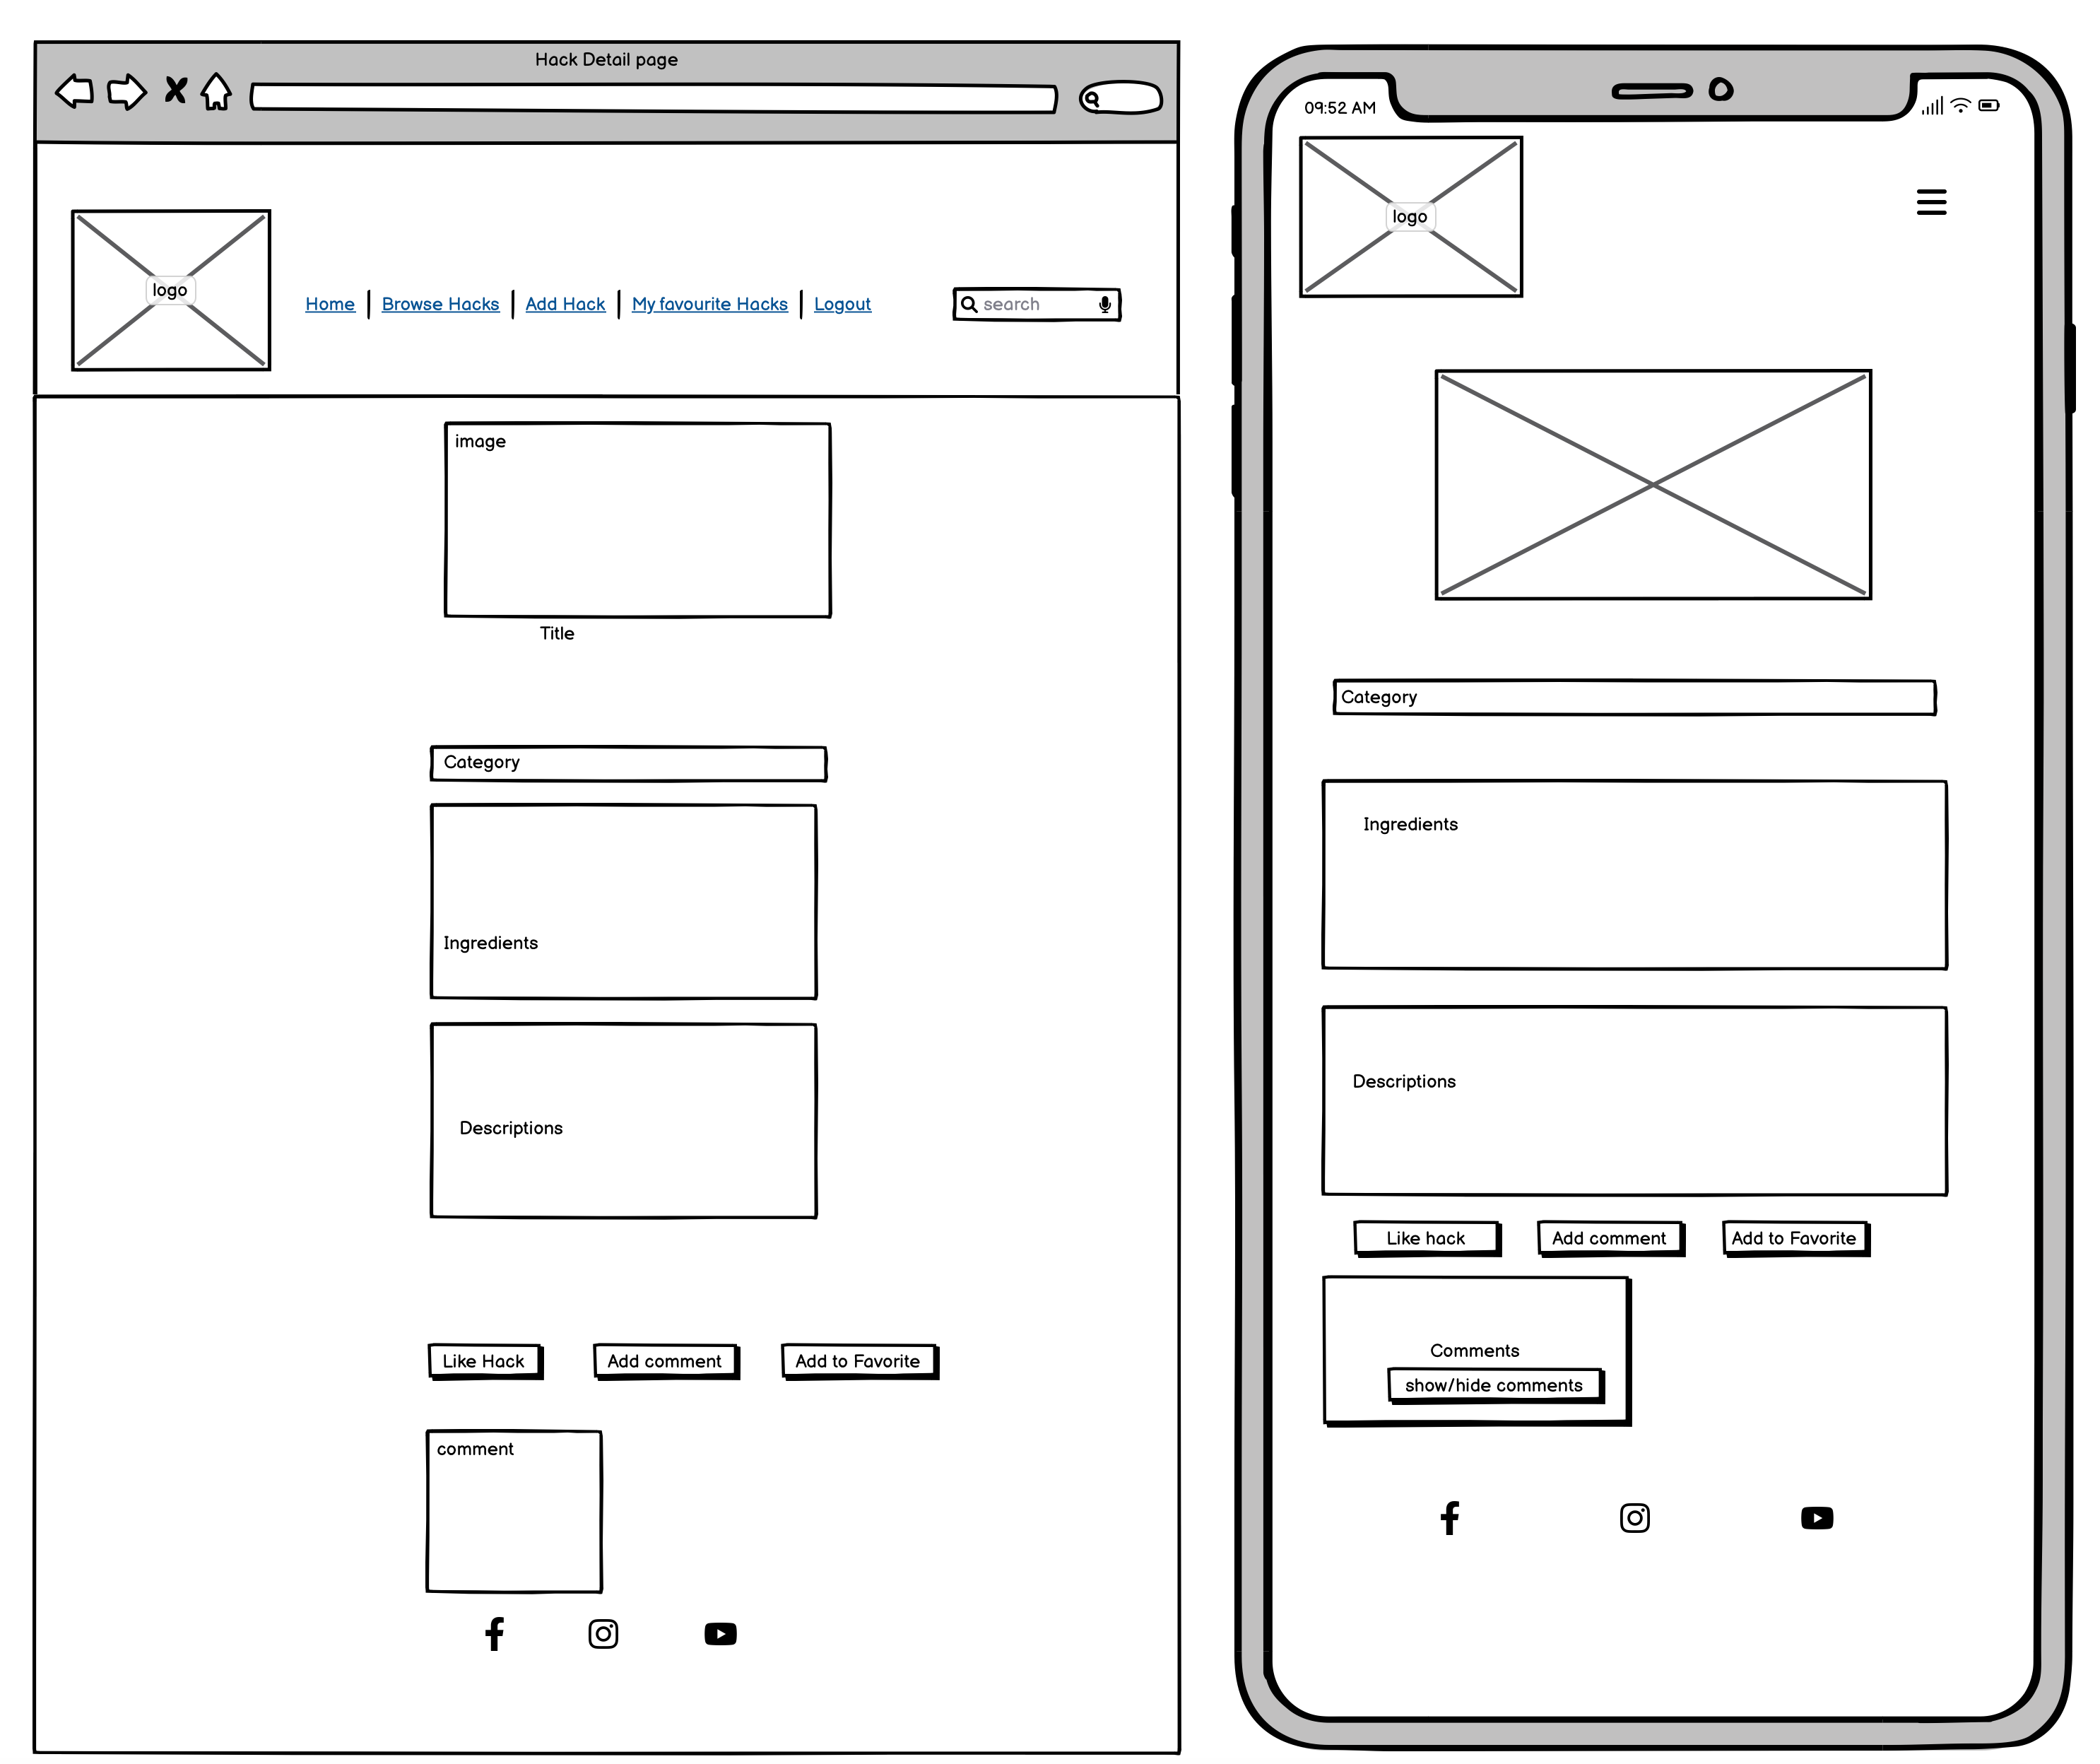 Hack Detail page
logo
Home
Browse Hacks
Add Hack
My favourite Hacks
Logout
search
image
Title
Category
Ingredients
Descriptions
Like Hack
Add comment
Add to Favorite
comment
09:52 AM
logo
Category
Ingredients
Descriptions
Like hack
Add comment
Add to Favorite
Comments
show/hide comments